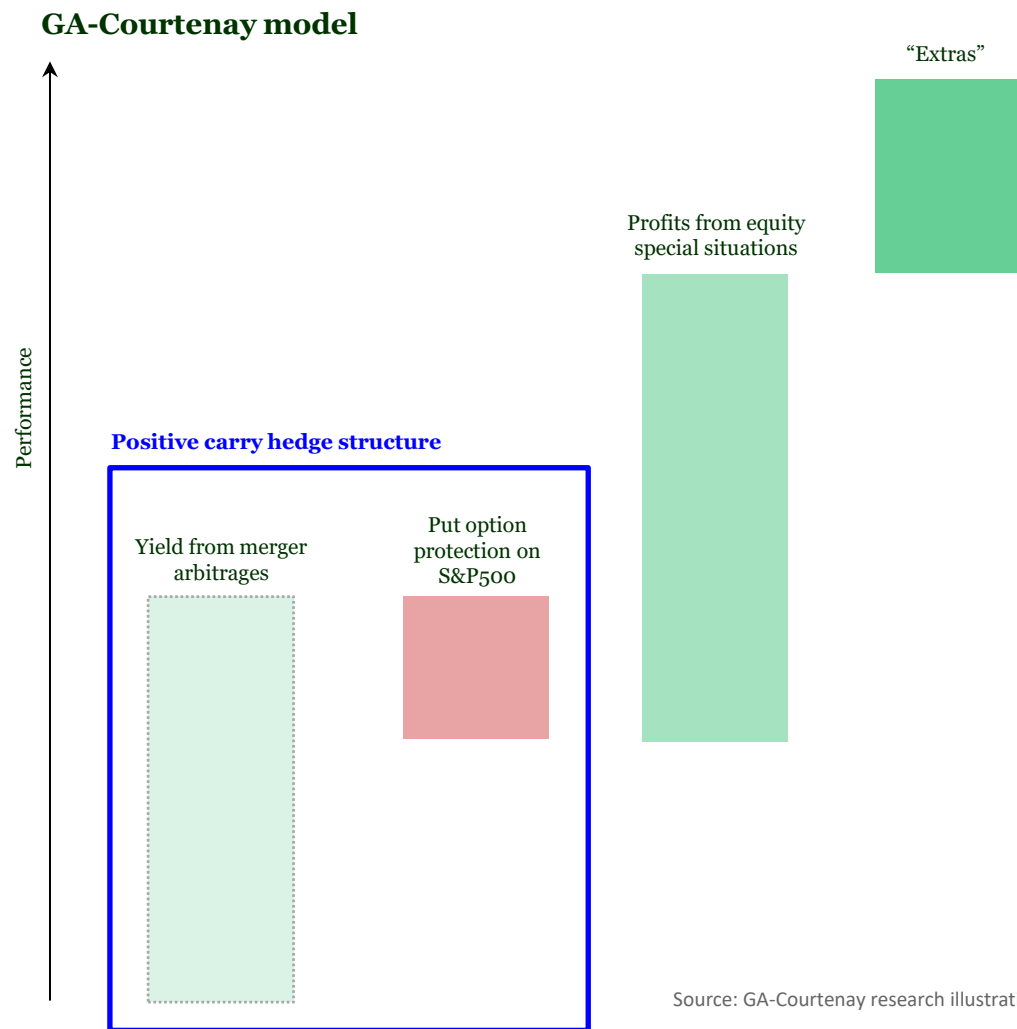 GA-Courtenay model
“Extras”
Profits from equity
special situations
Performance
Positive carry hedge structure
Yield from merger
arbitrages
Put option
protection on
S&P500
Source: GA-Courtenay research illustrat